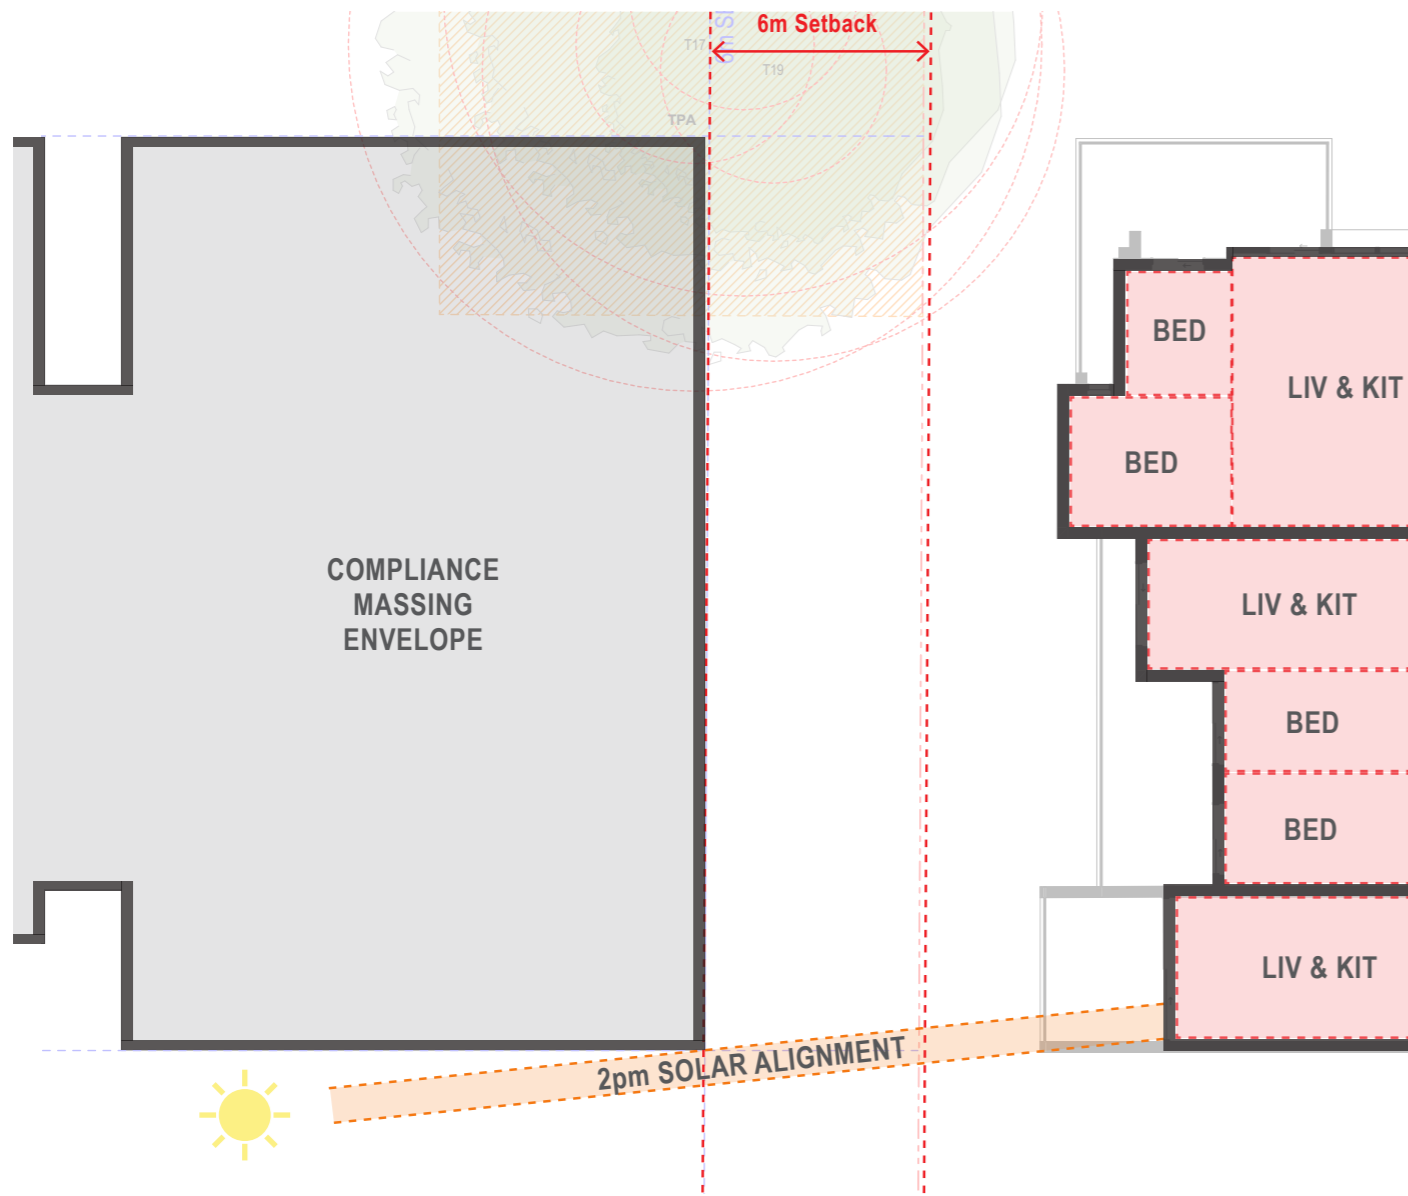 6m Setback
T17
T19
TPA
BED
LIV & KIT
BED
COMPLIANCE
MASSING
ENVELOPE
LIV & KIT
BED
BED
LIV & KIT
2pm SOLAR ALIGNMENT